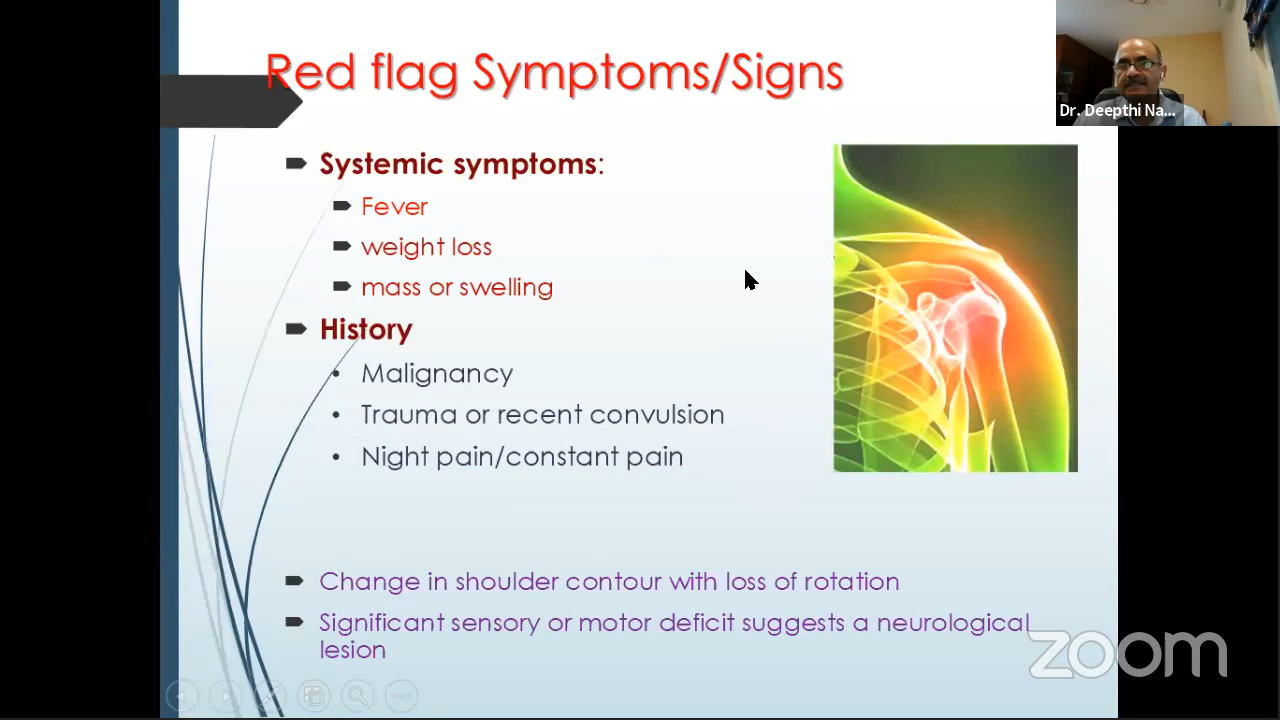 Red flag Symptoms/Signs
Dr. Deepthi Na...
Systemic symptoms:
Fever
weight loss
mass or swelling
History
Malignancy
Trauma or recent convulsion
Night pain/constant pain
Change in shoulder contour with loss of rotation
Significant sensory or motor deficit suggests a neurological
lesion
zoom